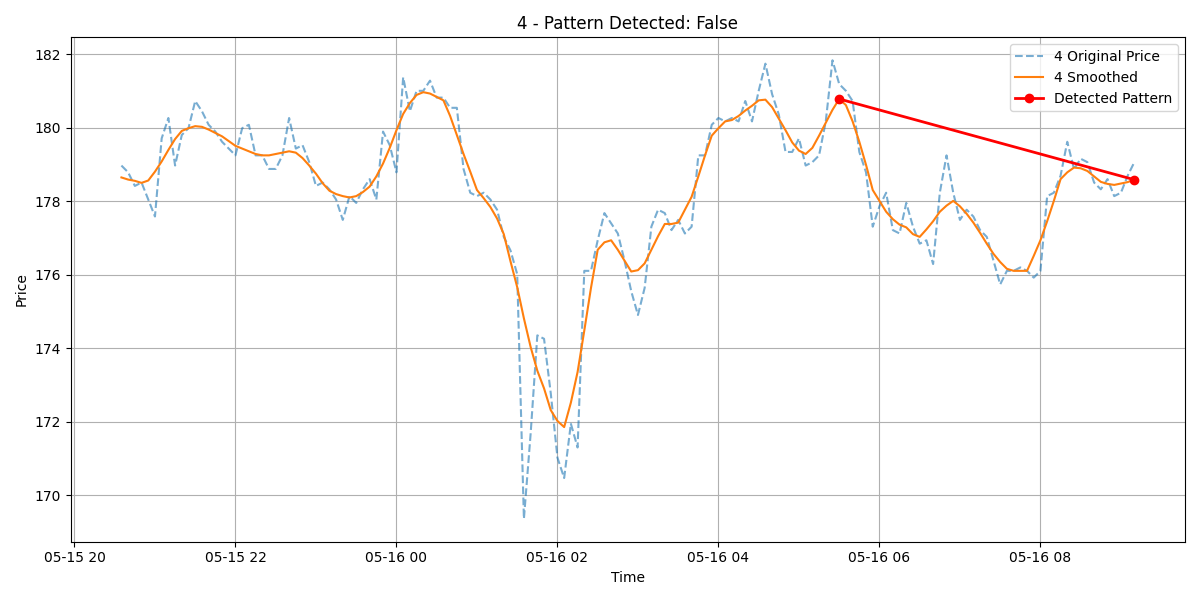 4 - Pattern Detected: False
4 Original Price
4 Smoothed
Detected Pattern
Price
182
180
178
176
174
172
170
05-15 20
05-15 22
05-16 00
05-16 02
05-16 04
05-16 06
05-16 08
Time